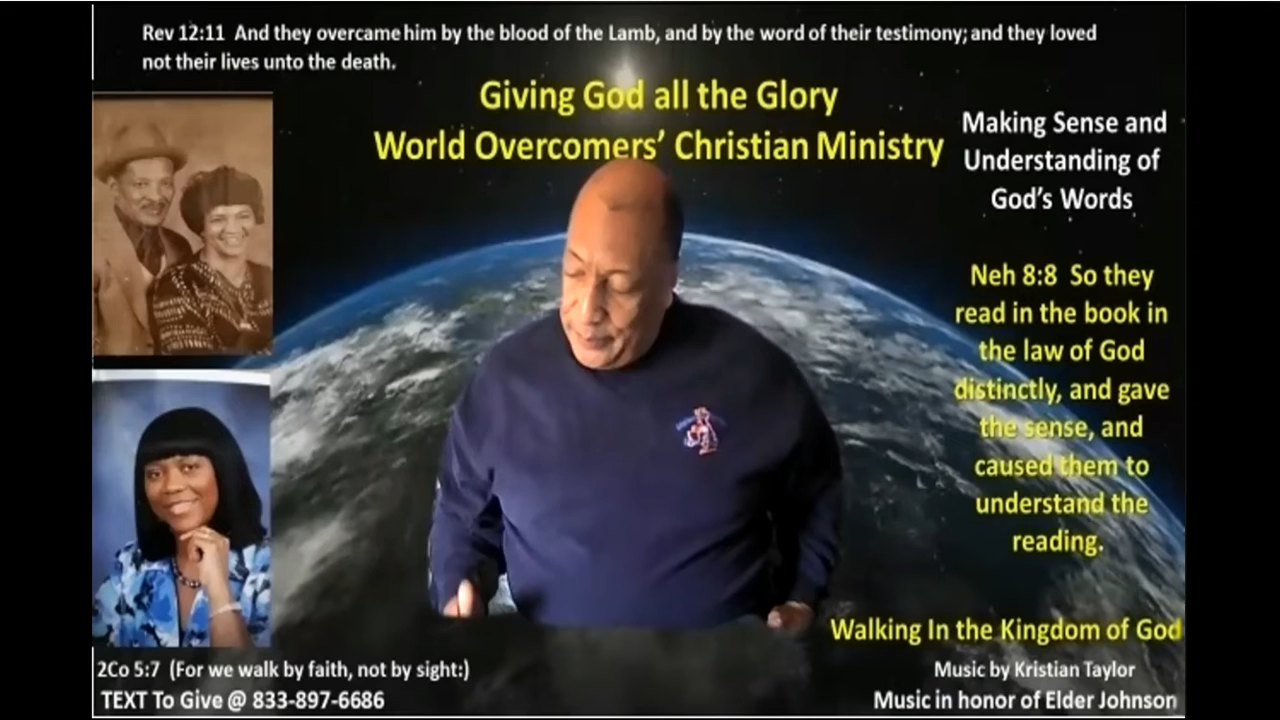 Rev 12:11 And they overcame him by the blood of the Lamb, and by the word of their testimony; and they loved
not their lives unto the death.
Giving God all the Glory
World Overcomers' Christian Ministry
Making Sense and
Understanding of
God's Words
Neh 8:8 So they
read in the book in
the law of God
distinctly, and gave
the sense, and
caused them to
understand the
reading.
Walking In the Kingdom of God
2Co 5:7 (For we walk by faith, not by sight:)
TEXT To Give @ 833-897-6686
Music by Kristian Taylor
Music in honor of Elder Johnson